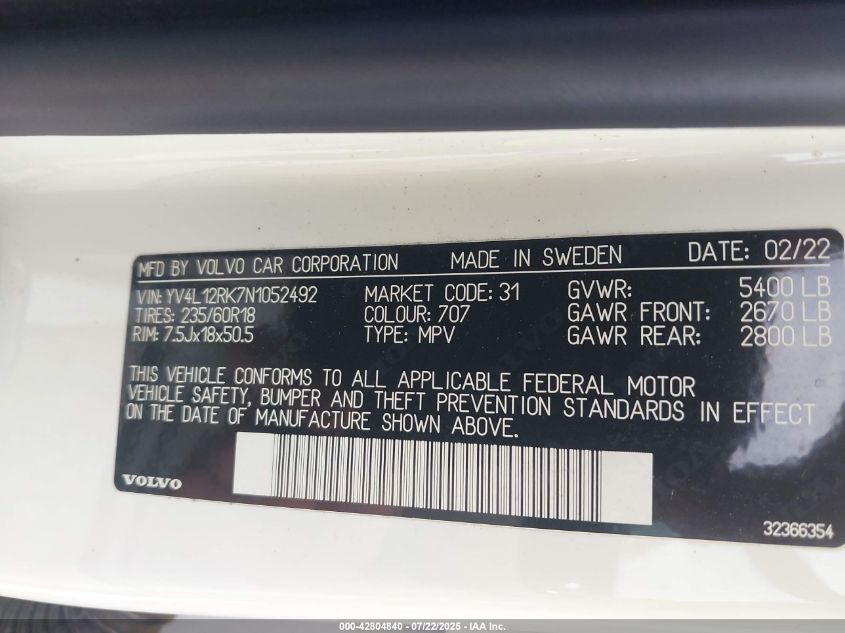 MFD BY VOLVO CAR CORPORATION MADE IN SWEDEN DATE: 02/22
VIN: YV4L12RK7N1052492 MARKET CODE: 31 GVWR: 5400 LB
TIRES: 235/60R18 COLOUR: 707 GAWR FRONT: 2670 LB
RIM: 7.5Jx18x50.5 TYPE: MPV GAWR REAR: 2800 LB
THIS VEHICLE CONFORMS TO ALL APPLICABLE FEDERAL MOTOR
VEHICLE SAFETY, BUMPER AND THEFT PREVENTION STANDARDS IN EFFECT
ON THE DATE OF MANUFACTURE SHOWN ABOVE.
VOLVO
32366354
000-42804840 - 07/22/2025 - IAA Inc.